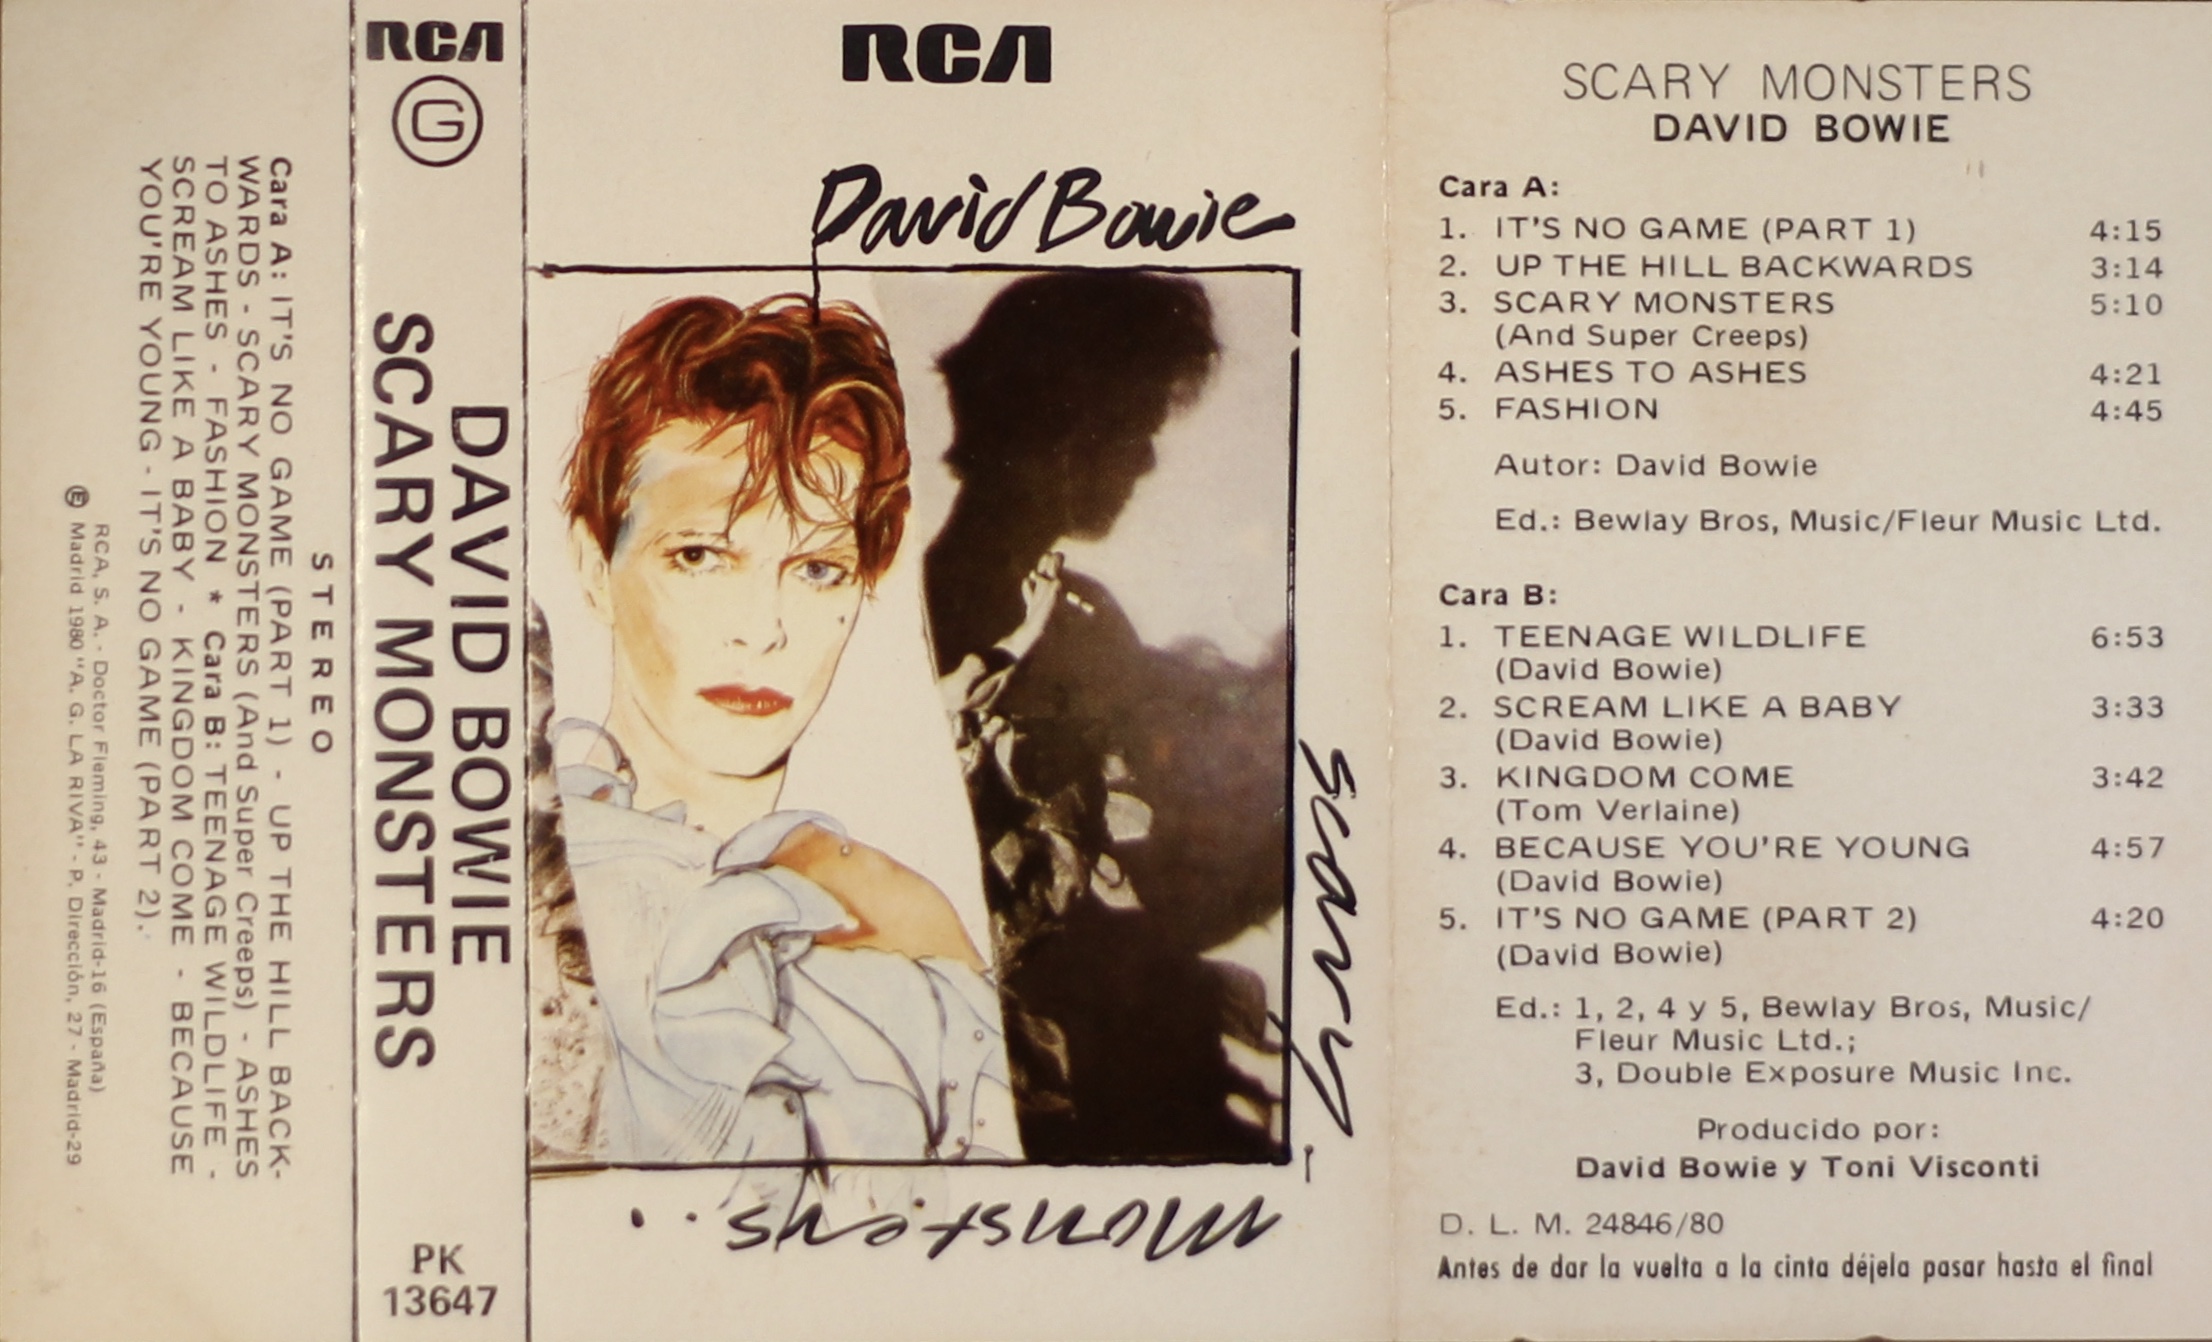 STEREO
Cara A: IT'S NO GAME (PART 1) - UP THE HILL BACK-
WARDS - SCARY MONSTERS (And Super Creeps) - ASHES
TO ASHES - FASHION * Cara B: TEENAGE WILDLIFE -
SCREAM LIKE A BABY - KINGDOM COME - BECAUSE
YOU'RE YOUNG - IT'S NO GAME (PART 2).
RCA, S. A. - Doctor Fleming, 43 - Madrid-16 (España)
Ⓔ Madrid 1980 "A. G. LA RIVA" - P. Dirección, 27 - Madrid-29
RCA
G
DAVID BOWIE
SCARY MONSTERS
PK
13647
RCA
David Bowie
scary
monsters...
SCARY MONSTERS
DAVID BOWIE
Cara A:
1. IT'S NO GAME (PART 1) 4:15
2. UP THE HILL BACKWARDS 3:14
3. SCARY MONSTERS 5:10
(And Super Creeps)
4. ASHES TO ASHES 4:21
5. FASHION 4:45
Autor: David Bowie
Ed.: Bewlay Bros, Music/Fleur Music Ltd.
Cara B:
1. TEENAGE WILDLIFE 6:53
(David Bowie)
2. SCREAM LIKE A BABY 3:33
(David Bowie)
3. KINGDOM COME 3:42
(Tom Verlaine)
4. BECAUSE YOU'RE YOUNG 4:57
(David Bowie)
5. IT'S NO GAME (PART 2) 4:20
(David Bowie)
Ed.: 1, 2, 4 y 5, Bewlay Bros, Music/
Fleur Music Ltd.;
3, Double Exposure Music Inc.
Producido por:
David Bowie y Toni Visconti
D. L. M. 24846/80
Antes de dar la vuelta a la cinta déjela pasar hasta el final